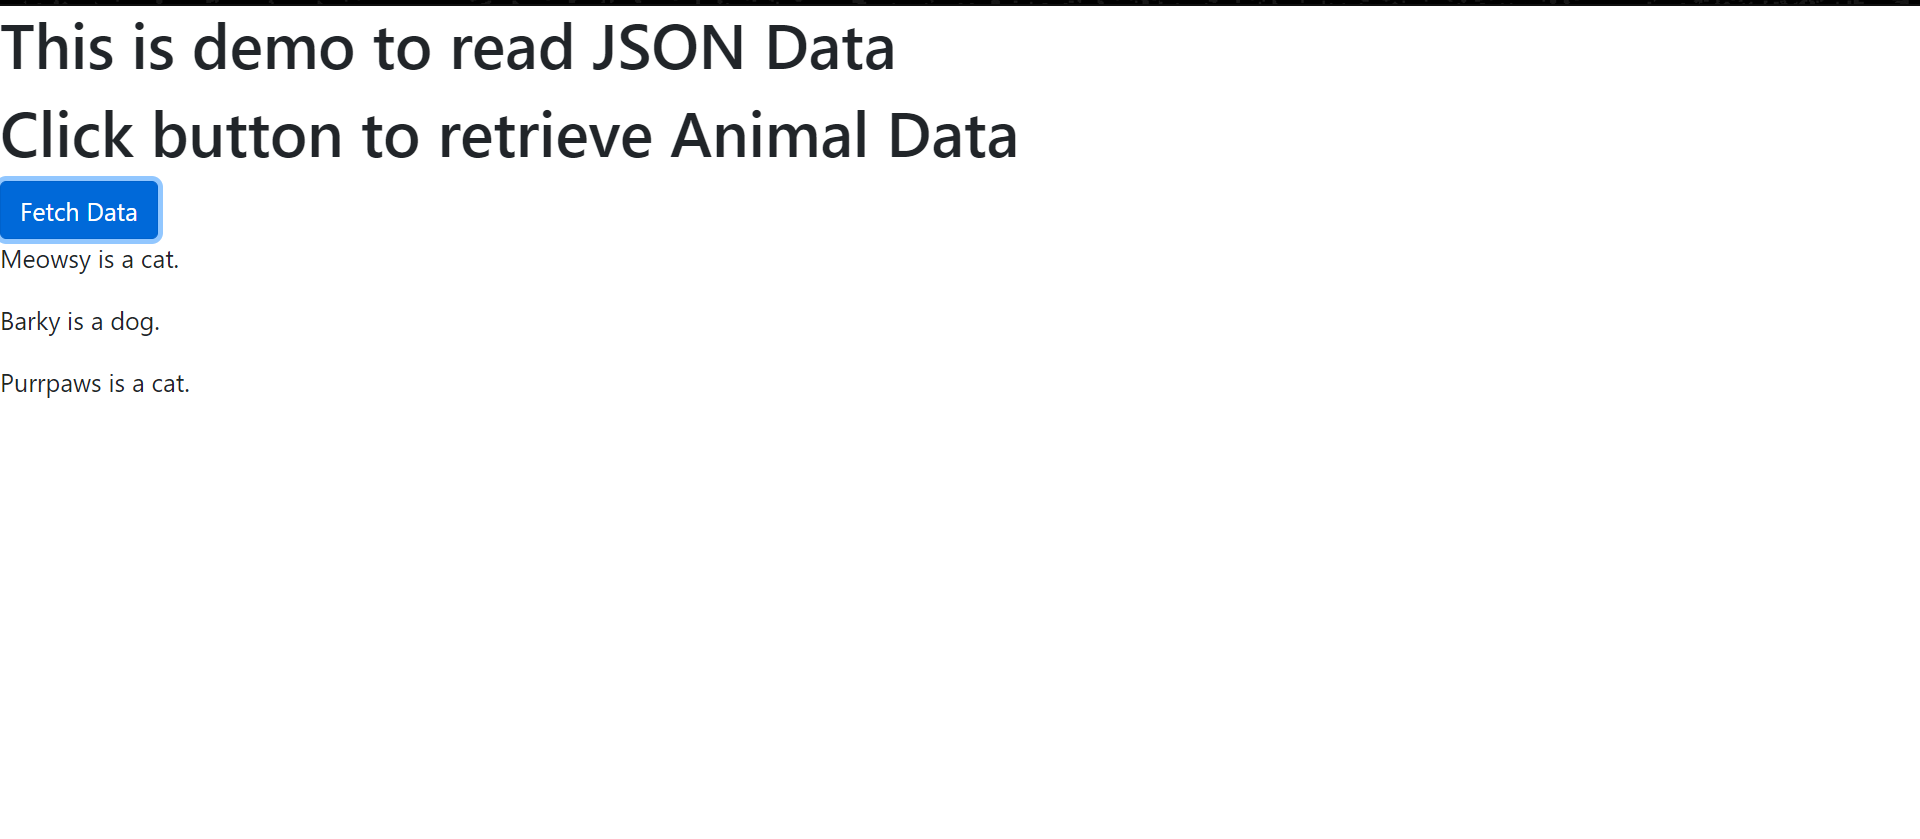 This is demo to read JSON Data
Click button to retrieve Animal Data
Fetch Data
Meowsy is a cat.
Barky is a dog.
Purrpaws is a cat.